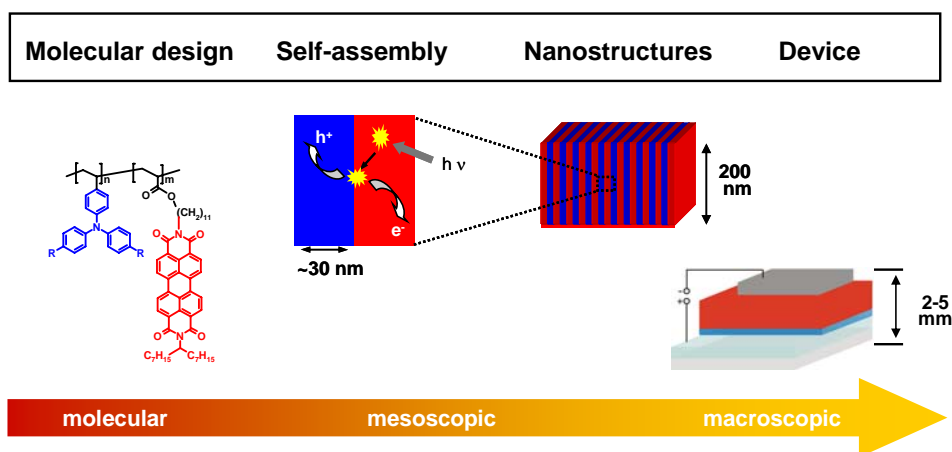 Molecular design Self-assembly Nanostructures Device
h⁺
h ν
e⁻
~30 nm
200
nm
n m
O O
(CH₂)₁₁
N
R R
O N O
O N O
C₇H₁₅ C₇H₁₅
-
+
2-5
mm
molecular mesoscopic macroscopic